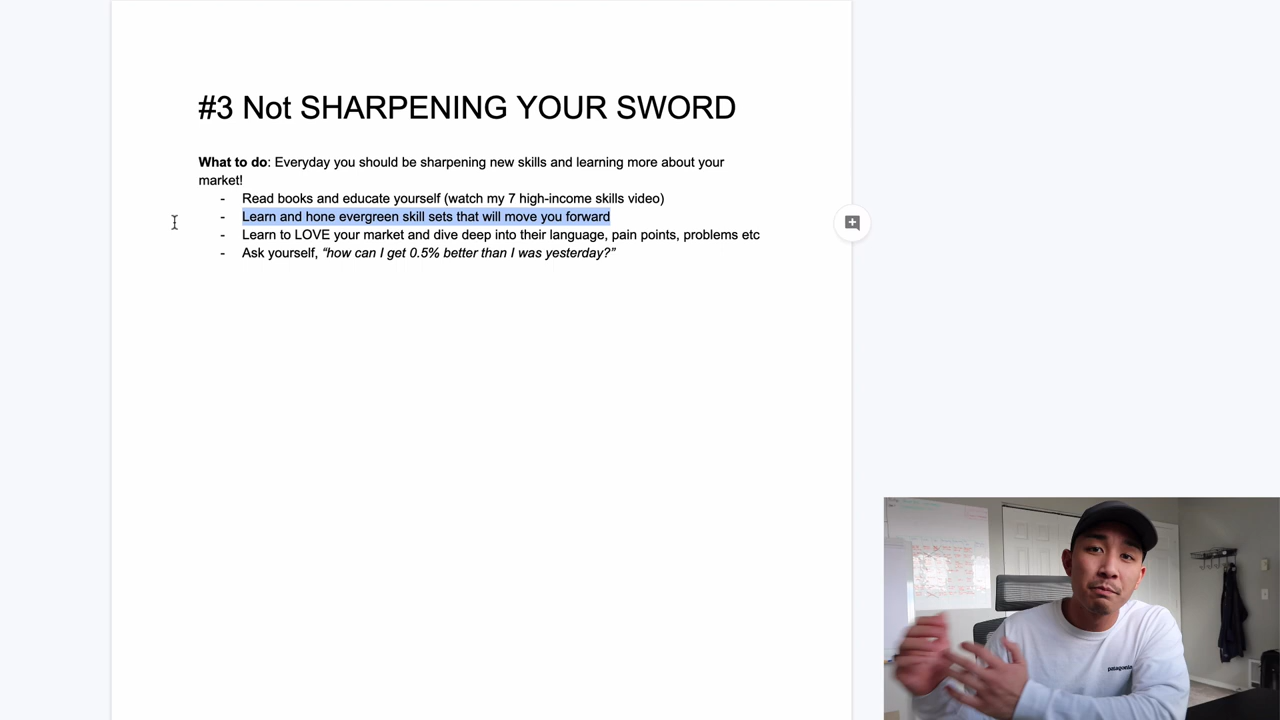 #3 Not SHARPENING YOUR SWORD
What to do: Everyday you should be sharpening new skills and learning more about your
market!
- Read books and educate yourself (watch my 7 high-income skills video)
- Learn and hone evergreen skill sets that will move you forward
- Learn to LOVE your market and dive deep into their language, pain points, problems etc
- Ask yourself, “how can I get 0.5% better than I was yesterday?”
patagonia